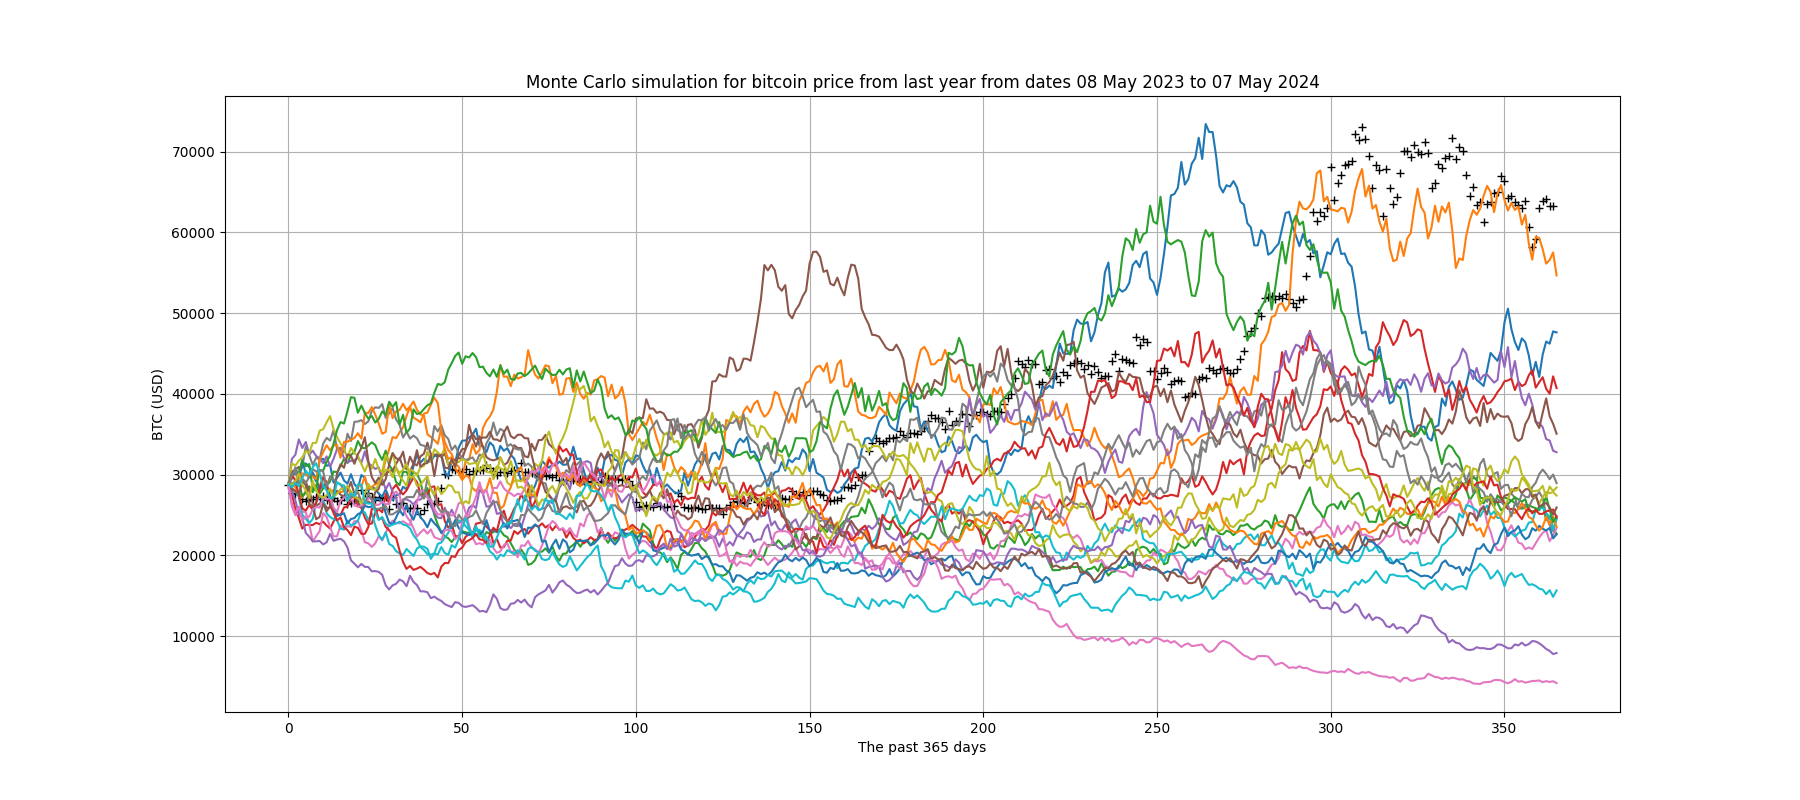 Monte Carlo simulation for bitcoin price from last year from dates 08 May 2023 to 07 May 2024
70000
60000
50000
40000
30000
20000
10000
BTC (USD)
0 50 100 150 200 250 300 350
The past 365 days